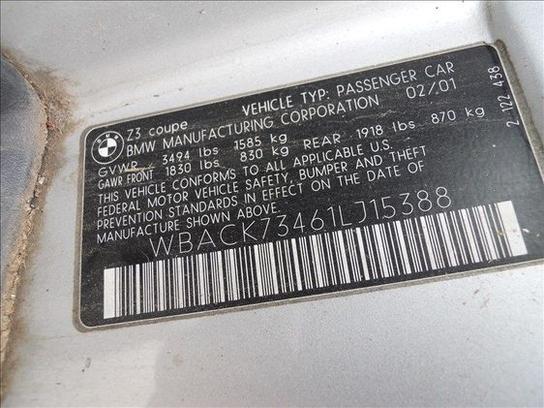 BMW
Z3 coupe VEHICLE TYP: PASSENGER CAR
BMW MANUFACTURING CORPORATION 02/01
GVWR 3494 lbs 1585 kg
GAWR FRONT 1830 lbs 830 kg REAR 1918 lbs 870 kg
THIS VEHICLE CONFORMS TO ALL APPLICABLE U.S.
FEDERAL MOTOR VEHICLE SAFETY, BUMPER AND THEFT
PREVENTION STANDARDS IN EFFECT ON THE DATE OF
MANUFACTURE SHOWN ABOVE.
WBACK73461LJ15388
2 122 438